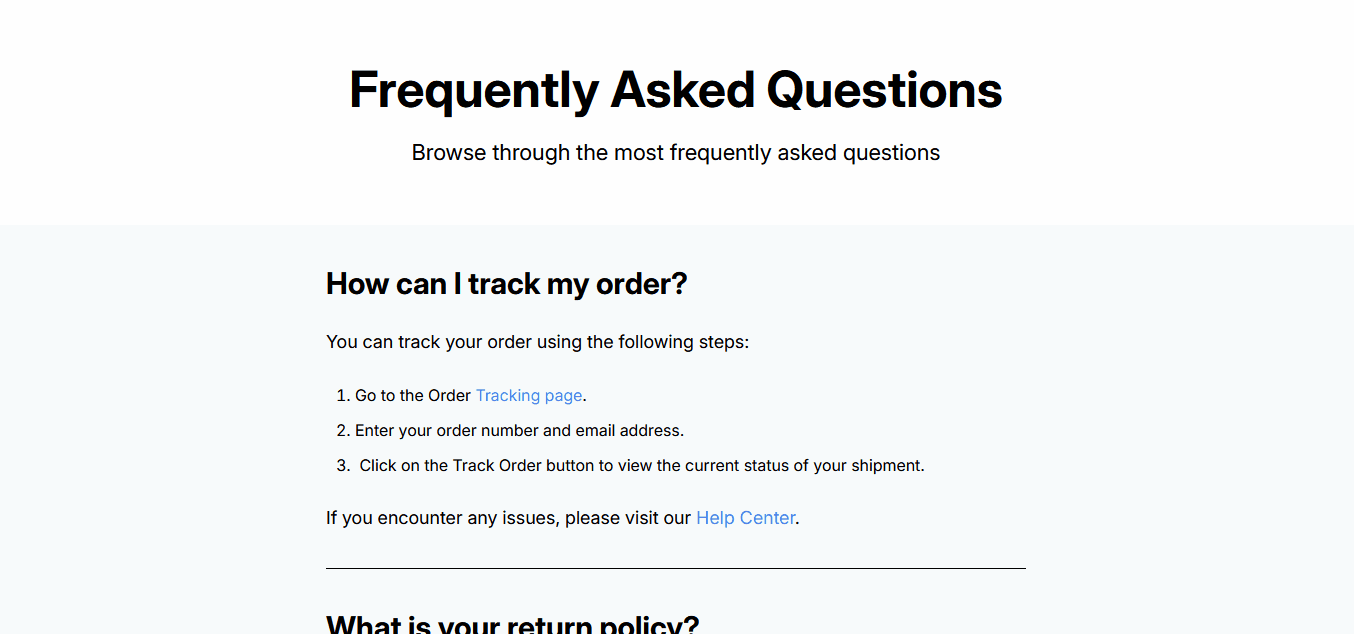 Frequently Asked Questions
Browse through the most frequently asked questions
How can I track my order?
You can track your order using the following steps:
1. Go to the Order Tracking page.
2. Enter your order number and email address.
3. Click on the Track Order button to view the current status of your shipment.
If you encounter any issues, please visit our Help Center.
What is your return policy?